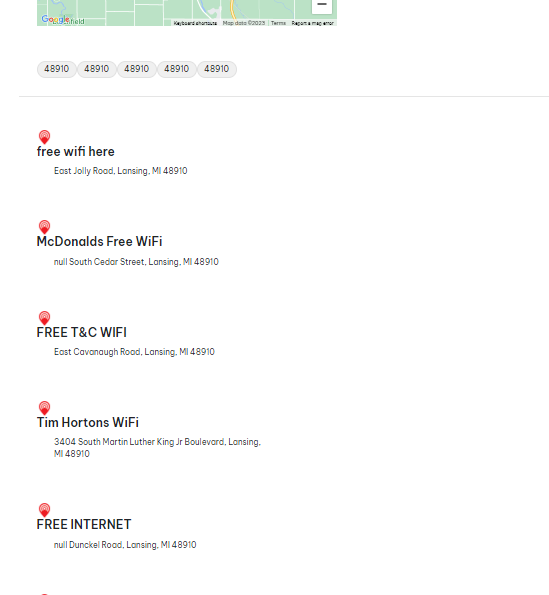 Google
Keyboard shortcuts Map data ©2023 Terms Report a map error
48910 48910 48910 48910 48910
free wifi here
East Jolly Road, Lansing, MI 48910
McDonalds Free WiFi
null South Cedar Street, Lansing, MI 48910
FREE T&C WIFI
East Cavanaugh Road, Lansing, MI 48910
Tim Hortons WiFi
3404 South Martin Luther King Jr Boulevard, Lansing,
MI 48910
FREE INTERNET
null Dunckel Road, Lansing, MI 48910